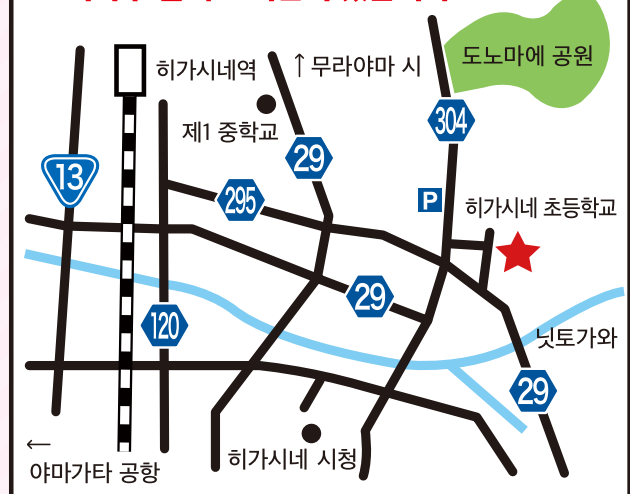 도노마에 공원
히가시네역
↑ 무라야마 시
제1 중학교
304
29
13
295
P
히가시네 초등학교
29
120
닛토가와
29
←
야마가타 공항
히가시네 시청